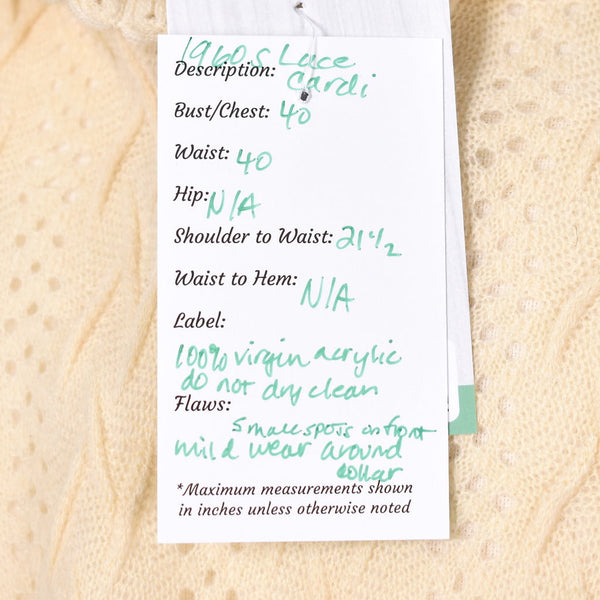 1960s Lace
Description: Cardi
Bust/Chest: 40
Waist: 40
Hip: N/A
Shoulder to Waist: 21 1/2
Waist to Hem: N/A
Label:
100% virgin acrylic
do not dry clean
Flaws:
small spots on front
mild wear around
collar
*Maximum measurements shown
in inches unless otherwise noted